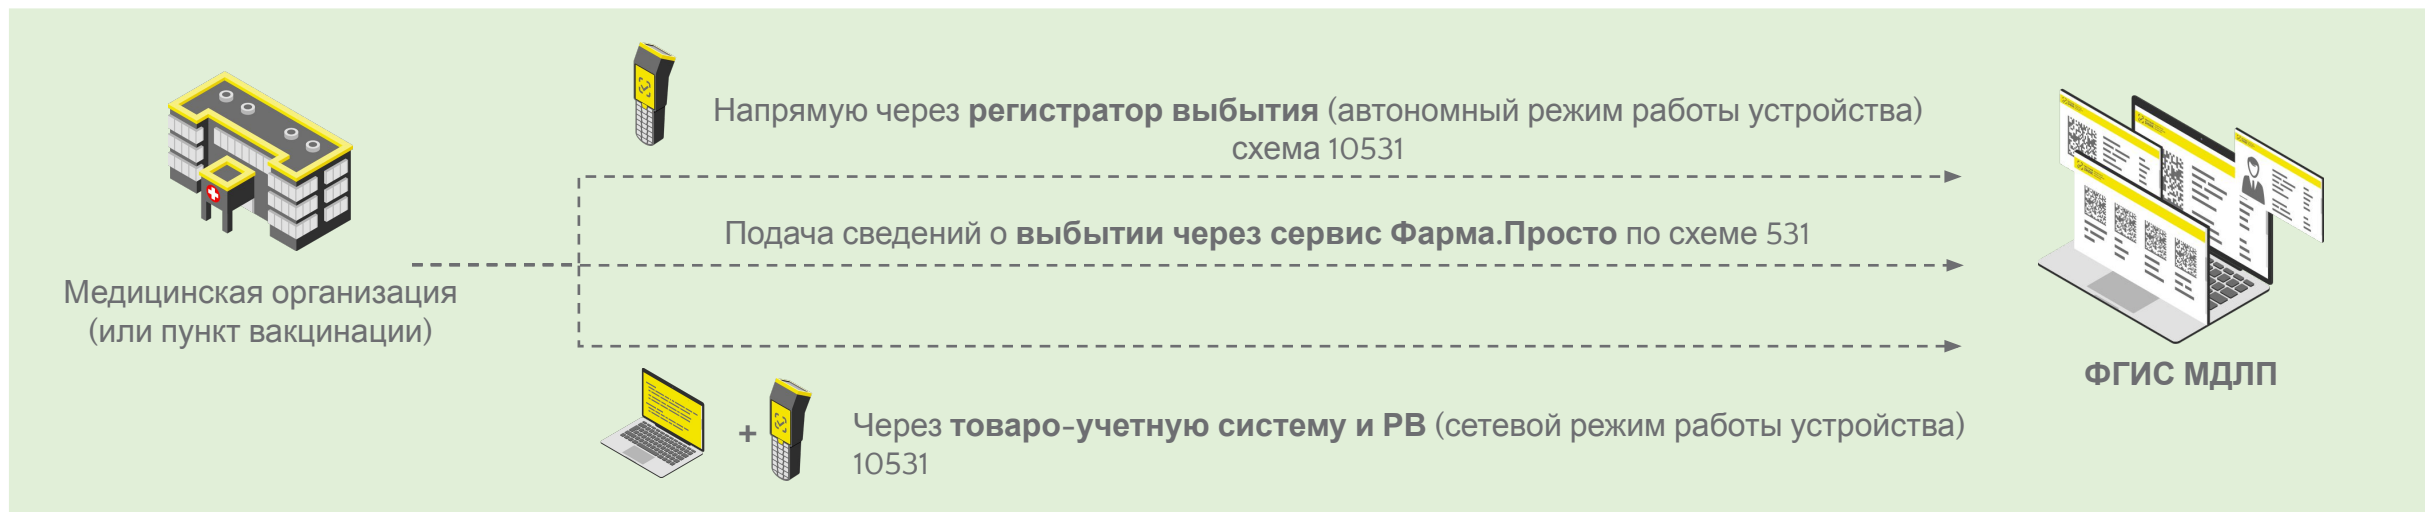 Напрямую через регистратор выбытия (автономный режим работы устройства)
схема 10531
Подача сведений о выбытии через сервис Фарма.Просто по схеме 531
Медицинская организация
(или пункт вакцинации)
ФГИС МДЛП
+
Через товаро-учетную систему и РВ (сетевой режим работы устройства)
10531